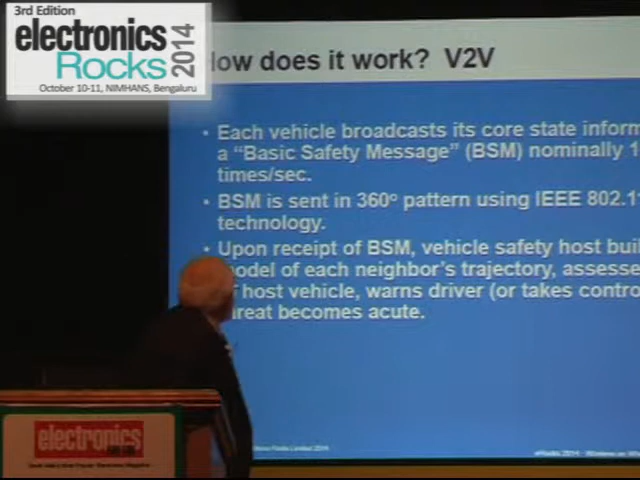 3rd Edition
electronics
Rocks 2014
October 10-11, NIMHANS, Bengaluru
How does it work? V2V
• Each vehicle broadcasts its core state inform
a "Basic Safety Message" (BSM) nominally 1
times/sec.
• BSM is sent in 360° pattern using IEEE 802.1
technology.
• Upon receipt of BSM, vehicle safety host buil
model of each neighbor's trajectory, assesse
host vehicle, warns driver (or takes contro
reat becomes acute.
electronics